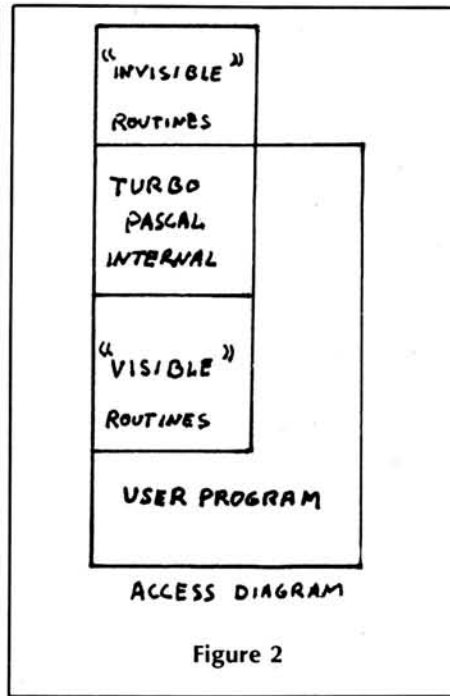 “INVISIBLE”
ROUTINES
TURBO
PASCAL
INTERNAL
“VISIBLE”
ROUTINES
USER PROGRAM
ACCESS DIAGRAM
Figure 2